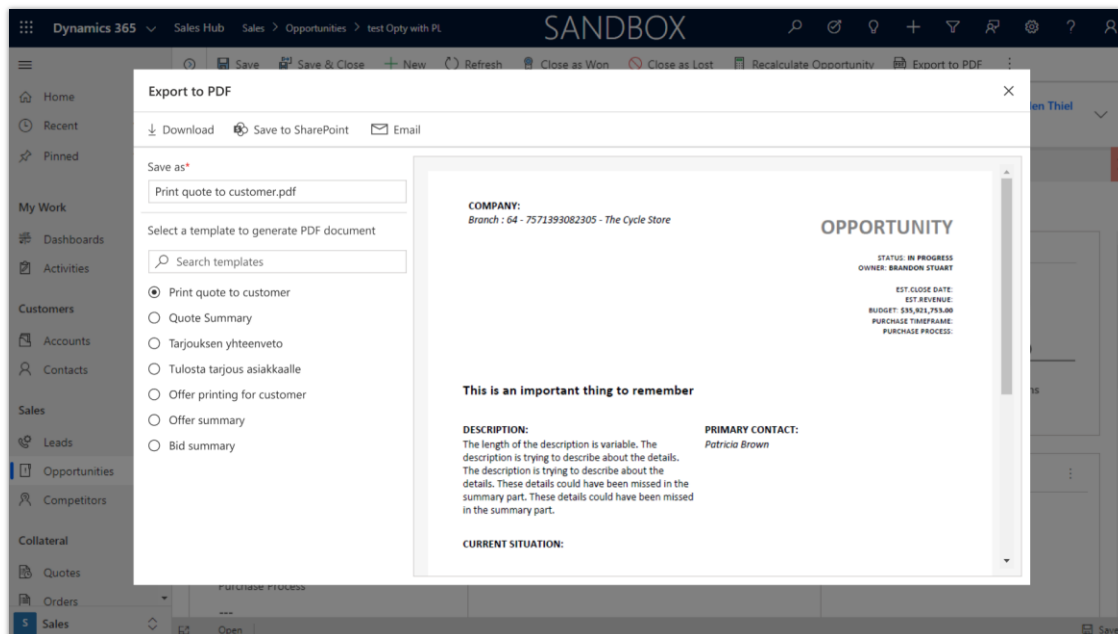 Dynamics 365
Sales Hub
Sales > Opportunities > test Opty with PL
SANDBOX
Save
Save & Close
New
Refresh
Close as Won
Close as Lost
Recalculate Opportunity
Export to PDF
Home
Recent
Pinned
My Work
Dashboards
Activities
Customers
Accounts
Contacts
Sales
Leads
Opportunities
Competitors
Collateral
Quotes
Orders
S Sales
Export to PDF
Download
Save to SharePoint
Email
Save as*
Print quote to customer.pdf
Select a template to generate PDF document
Search templates
Print quote to customer
Quote Summary
Tarjouksen yhteenveto
Tulosta tarjous asiakkaalle
Offer printing for customer
Offer summary
Bid summary
COMPANY:
Branch : 64 - 7571393082305 - The Cycle Store
OPPORTUNITY
STATUS: IN PROGRESS
OWNER: BRANDON STUART
EST.CLOSE DATE:
EST.REVENUE:
BUDGET: $35,921,753.00
PURCHASE TIMEFRAME:
PURCHASE PROCESS:
This is an important thing to remember
DESCRIPTION:
The length of the description is variable. The
description is trying to describe about the details.
The description is trying to describe about the
details. These details could have been missed in the
summary part. These details could have been missed
in the summary part.
PRIMARY CONTACT:
Patricia Brown
CURRENT SITUATION:
Thiel
Purchase Process
---
Open